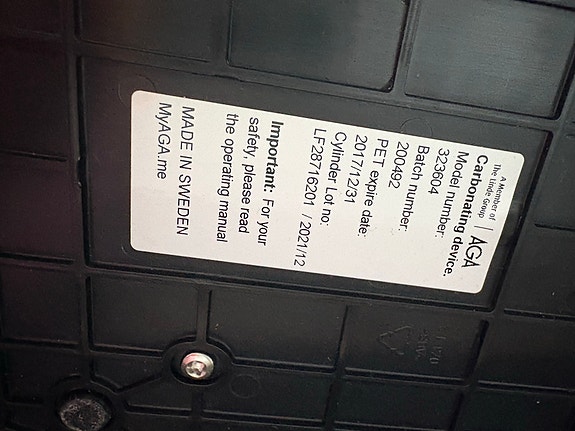 A Member of
The Linde Group
AGA
Carbonating device.
Model number:
323604
Batch number:
200492
PET expire date:
2017/12/31
Cylinder Lot no:
LF28716201 / 2021/12
Important: For your
safety, please read
the operating manual
MADE IN SWEDEN
MyAGA.me